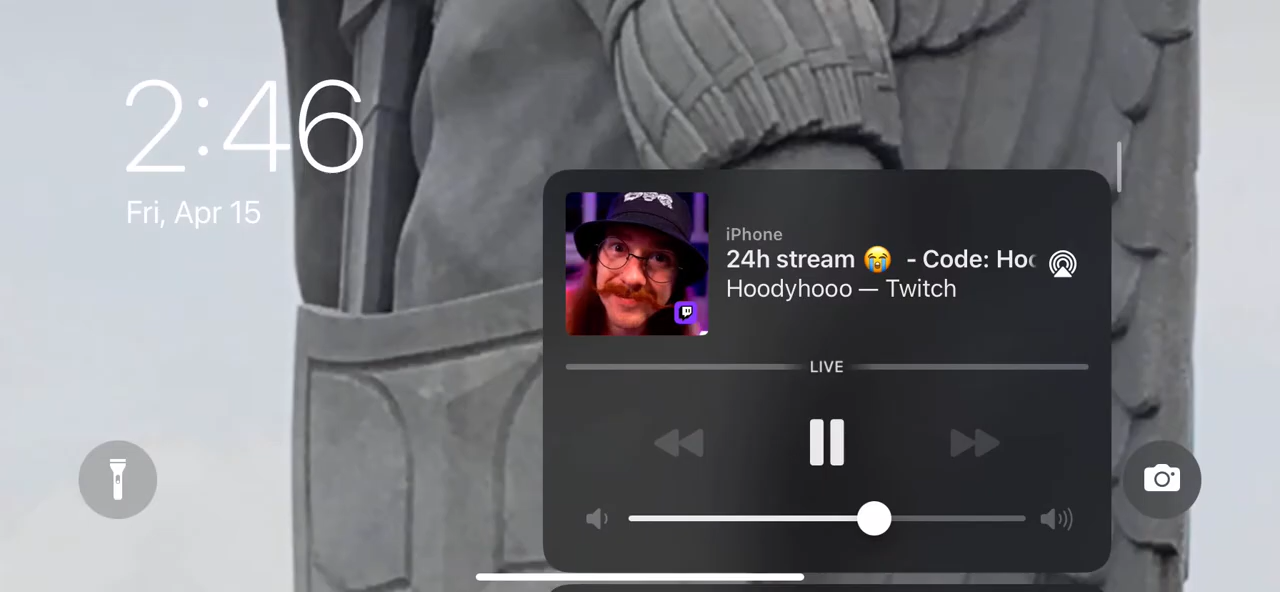 2:46
Fri, Apr 15
iPhone
24h stream 😭 - Code: Hoo
Hoodyhooo — Twitch
LIVE